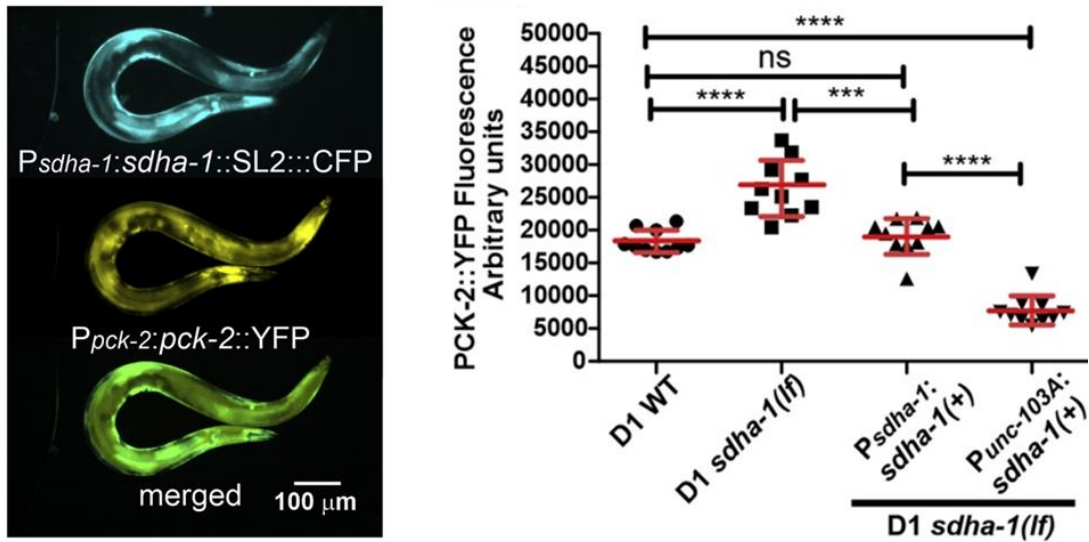 Psdha-1:sdha-1::SL2:::CFP
Ppck-2:pck-2::YFP
merged
100 μm
PCK-2::YFP Fluorescence
Arbitrary units
50000
45000
40000
35000
30000
25000
20000
15000
10000
5000
0
****
ns
****
***
****
D1 WT
D1 sdha-1(lf)
Psdha-1:
sdha-1(+)
Punc-103A:
sdha-1(+)
D1 sdha-1(lf)